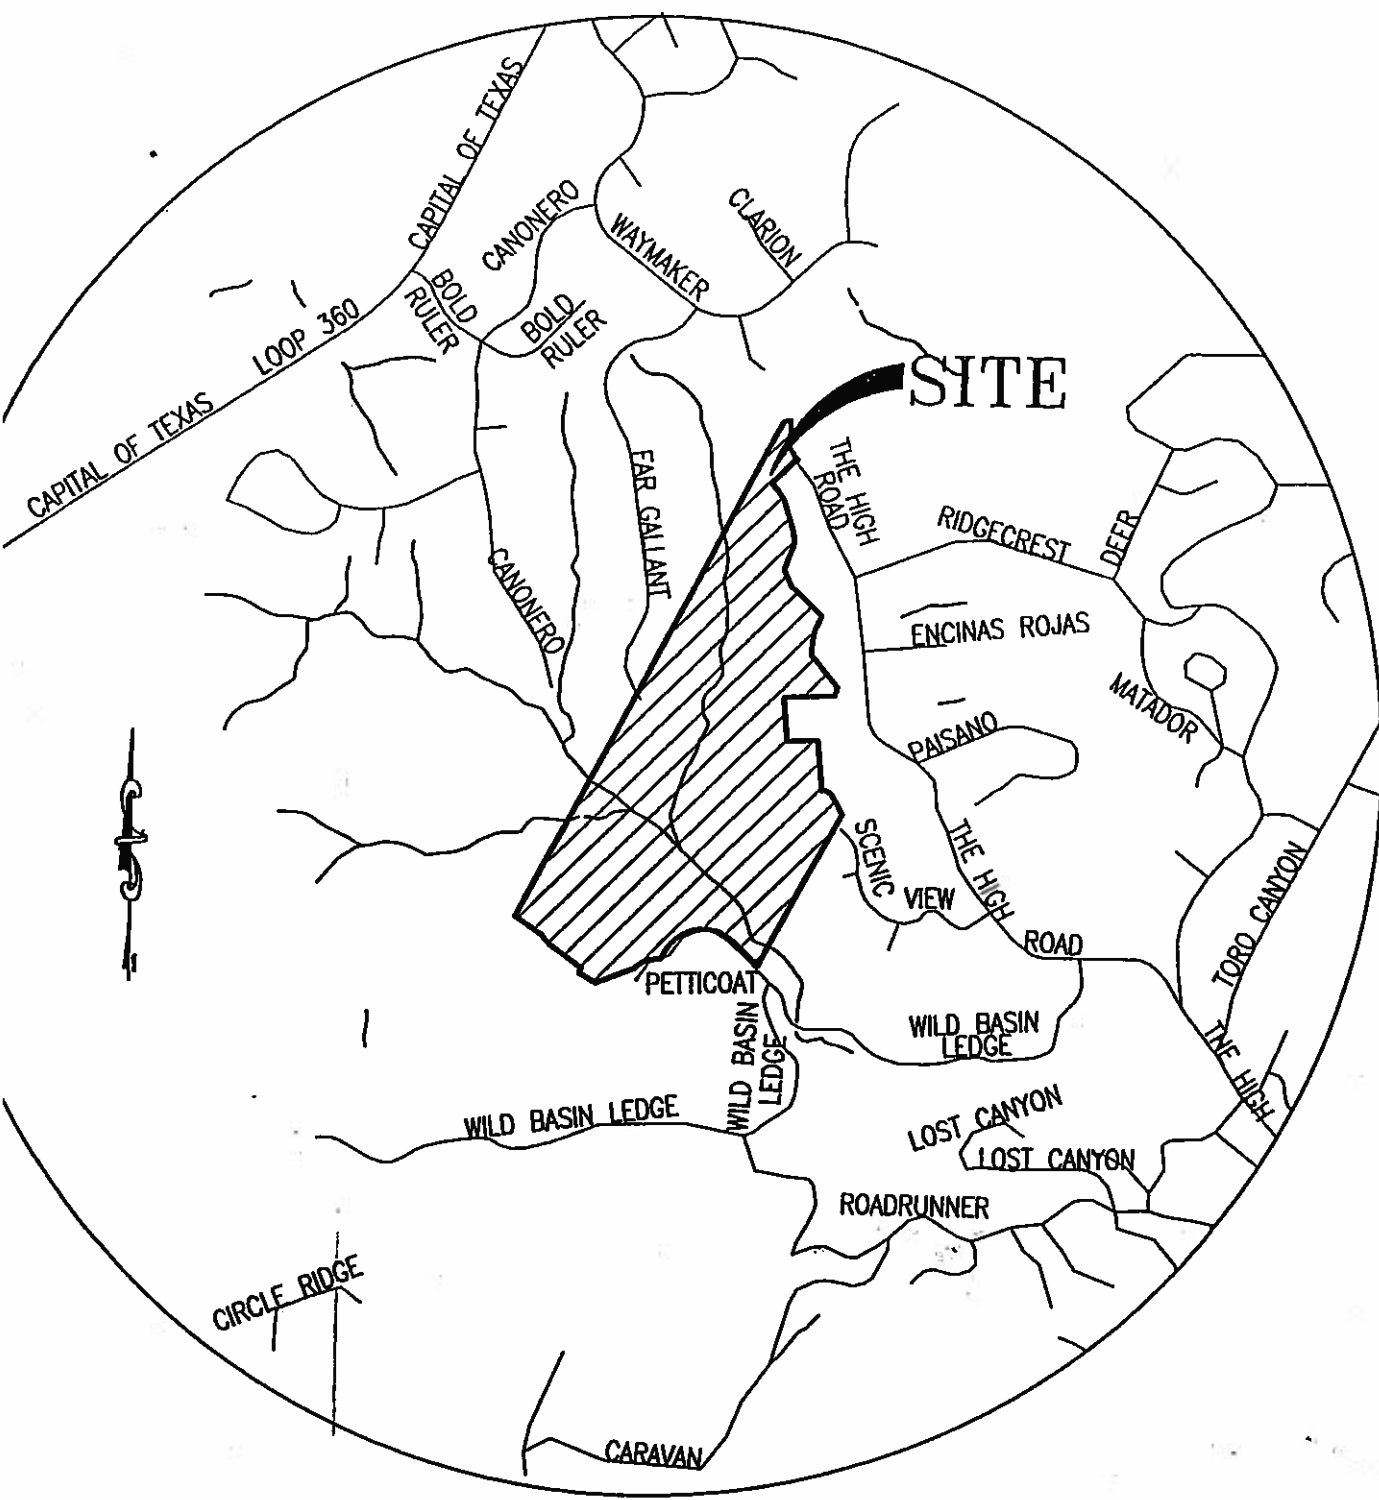 CAPITAL OF TEXAS
CANONERO
CLARION
WAYMAKER
BOLD
RULER
BOLD
RULER
LOOP 360
CAPITAL OF TEXAS
SITE
THE HIGH
ROAD
FAR GALLANT
RIDGECREST
DEER
CANONERO
ENCINAS ROJAS
MATADOR
PAISANO
SCENIC
VIEW
THE HIGH
ROAD
TORO CANYON
PETTICOAT
WILD BASIN
LEDGE
WILD BASIN
LEDGE
TNE HIGH
WILD BASIN LEDGE
LOST CANYON
LOST CANYON
ROADRUNNER
CIRCLE RIDGE
CARAVAN